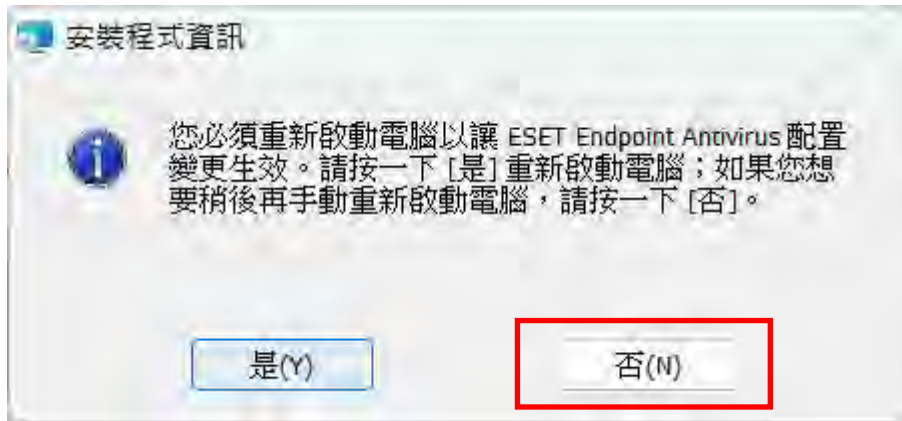 安裝程式資訊
您必須重新啟動電腦以讓 ESET Endpoint Antivirus 配置
變更生效。請按一下 [是] 重新啟動電腦；如果您想
要稍後再手動重新啟動電腦，請按一下 [否]。
是(Y)
否(N)